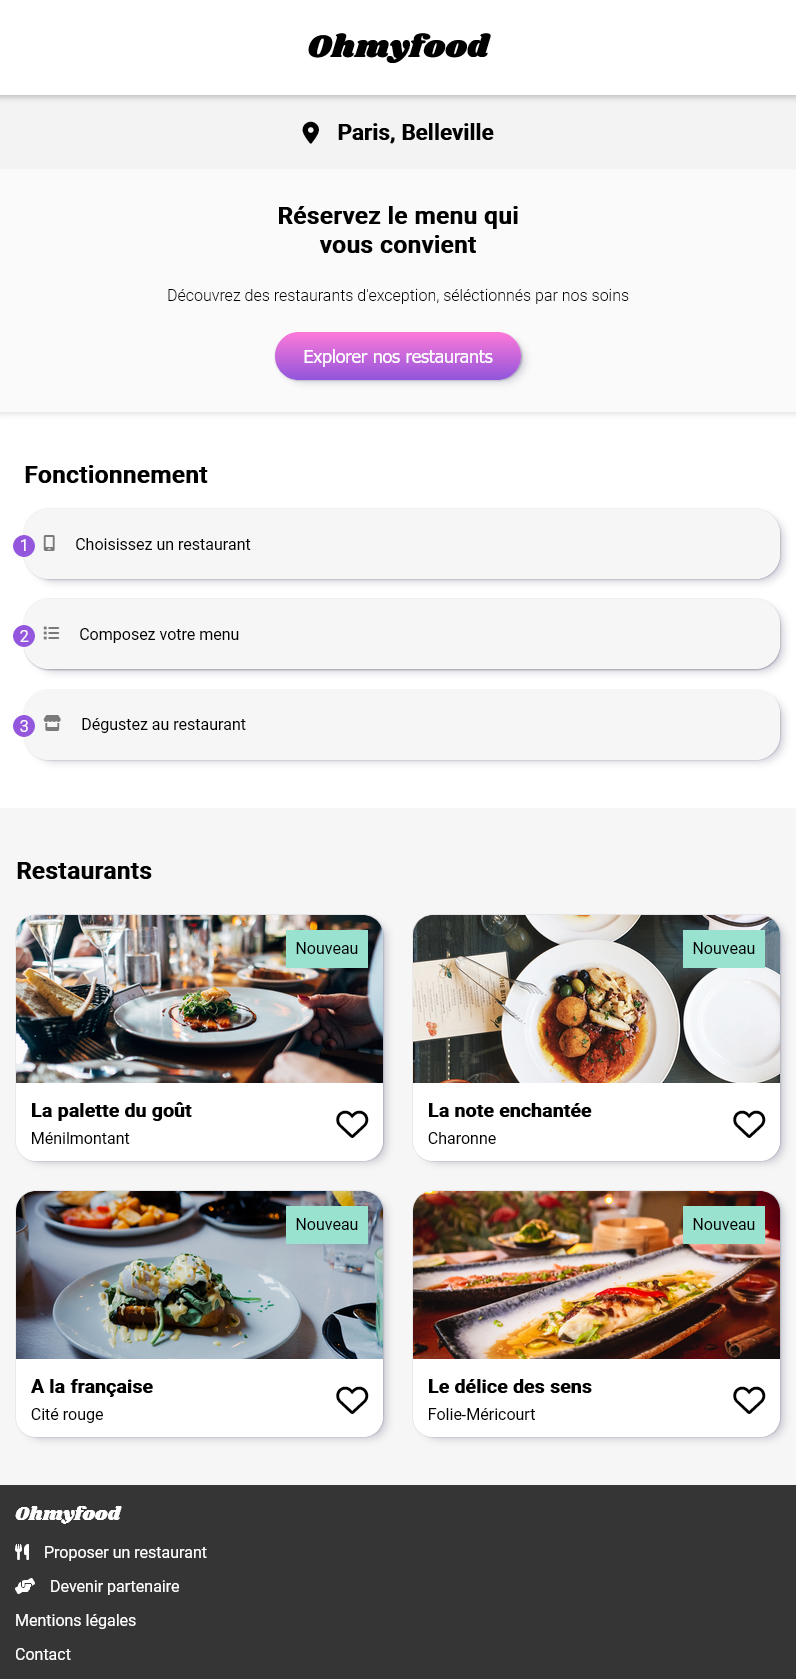 Ohmyfood
Paris, Belleville
Réservez le menu qui
vous convient
Découvrez des restaurants d'exception, séléctionnés par nos soins
Explorer nos restaurants
Fonctionnement
1 Choisissez un restaurant
2 Composez votre menu
3 Dégustez au restaurant
Restaurants
Nouveau
La palette du goût
Ménilmontant
Nouveau
La note enchantée
Charonne
Nouveau
A la française
Cité rouge
Nouveau
Le délice des sens
Folie-Méricourt
Ohmyfood
Proposer un restaurant
Devenir partenaire
Mentions légales
Contact